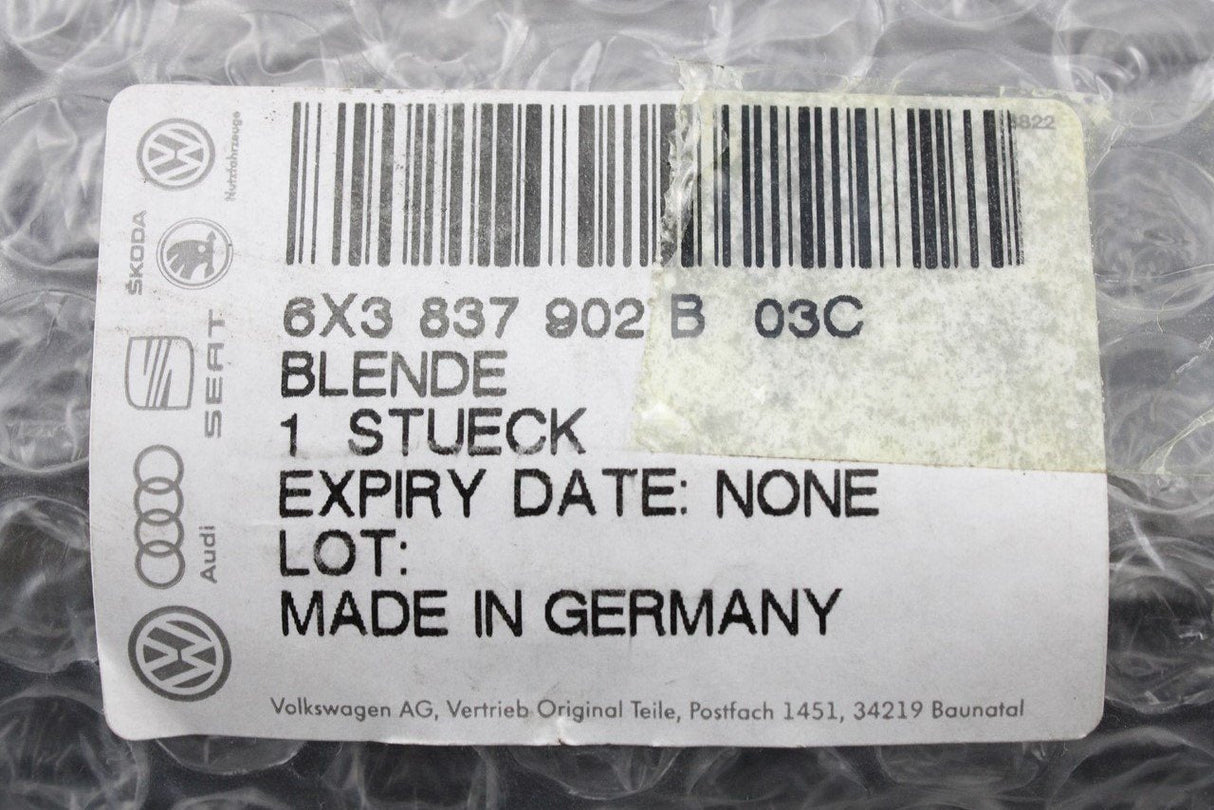 Nutzfahrzeuge
ŠKODA
SEAT
Audi
6X3 837 902 B 03C
BLENDE
1 STUECK
EXPIRY DATE: NONE
LOT:
MADE IN GERMANY
Volkswagen AG, Vertrieb Original Teile, Postfach 1451, 34219 Baunatal